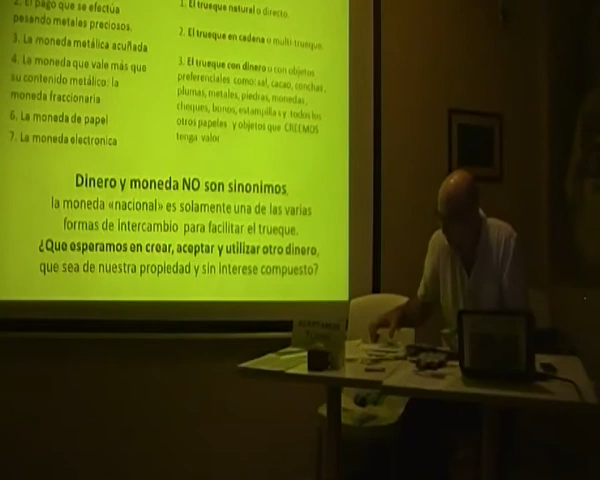 2. El pago que se efectúa
pesando metales preciosos.
3. La moneda metálica acuñada
4. La moneda que vale más que
su contenido metálico: la
moneda fraccionaria
6. La moneda de papel
7. La moneda electronica
1. El trueque natural o directo.
2. El trueque en cadena o multi-trueque.
3. El trueque con dinero u con objetos
preferenciales como: sal, cacao, conchas,
plumas, metales, piedras, monedas,
cheques, bonos, estampillas y todos los
otros papeles y objetos que CREEMOS
tenga valor
Dinero y moneda NO son sinonimos,
la moneda «nacional» es solamente una de las varias
formas de intercambio para facilitar el trueque.
¿Que esperamos en crear, aceptar y utilizar otro dinero,
que sea de nuestra propiedad y sin interese compuesto?